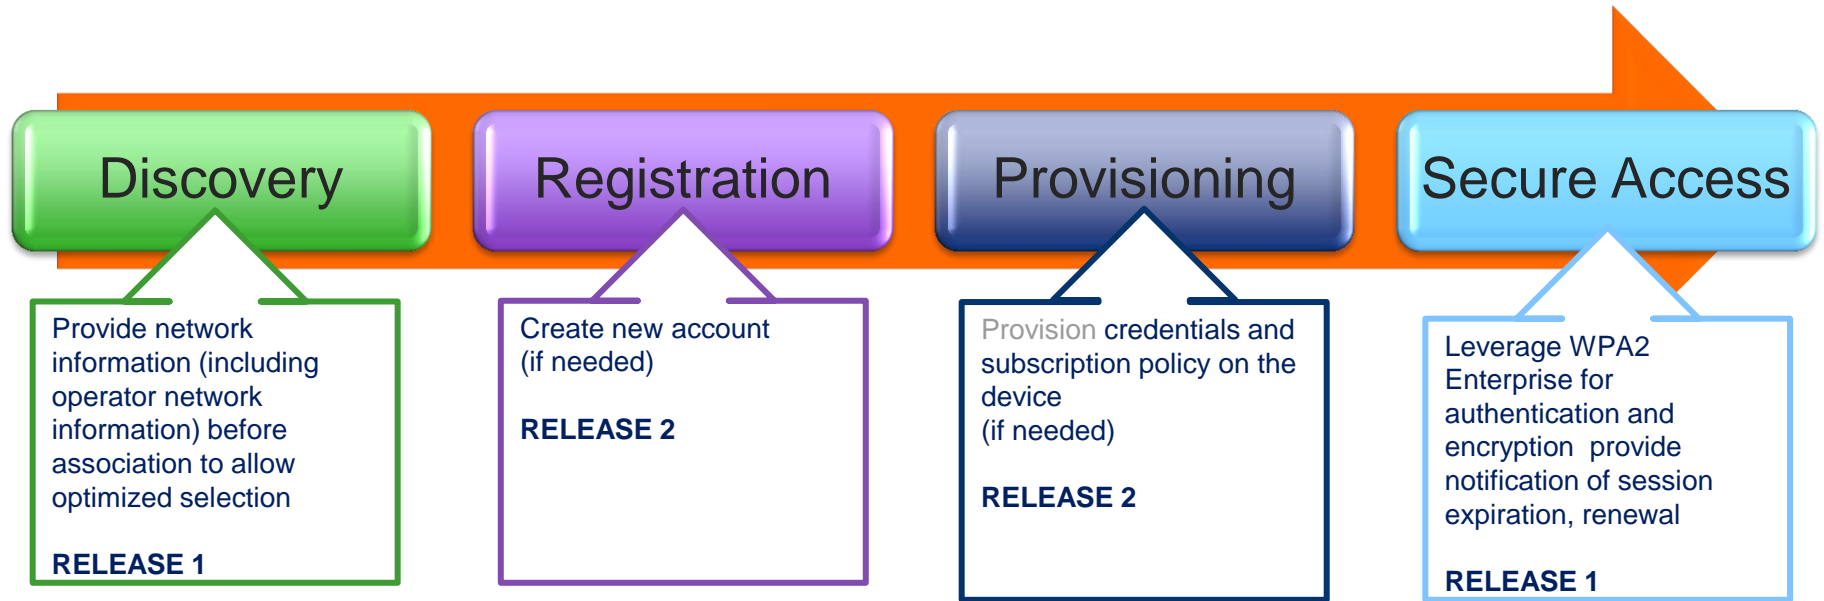 Discovery
Registration
Provisioning
Secure Access
Provide network
information (including
operator network
information) before
association to allow
optimized selection
RELEASE 1
Create new account
(if needed)
RELEASE 2
Provision credentials and
subscription policy on the
device
(if needed)
RELEASE 2
Leverage WPA2
Enterprise for
authentication and
encryption  provide
notification of session
expiration, renewal
RELEASE 1